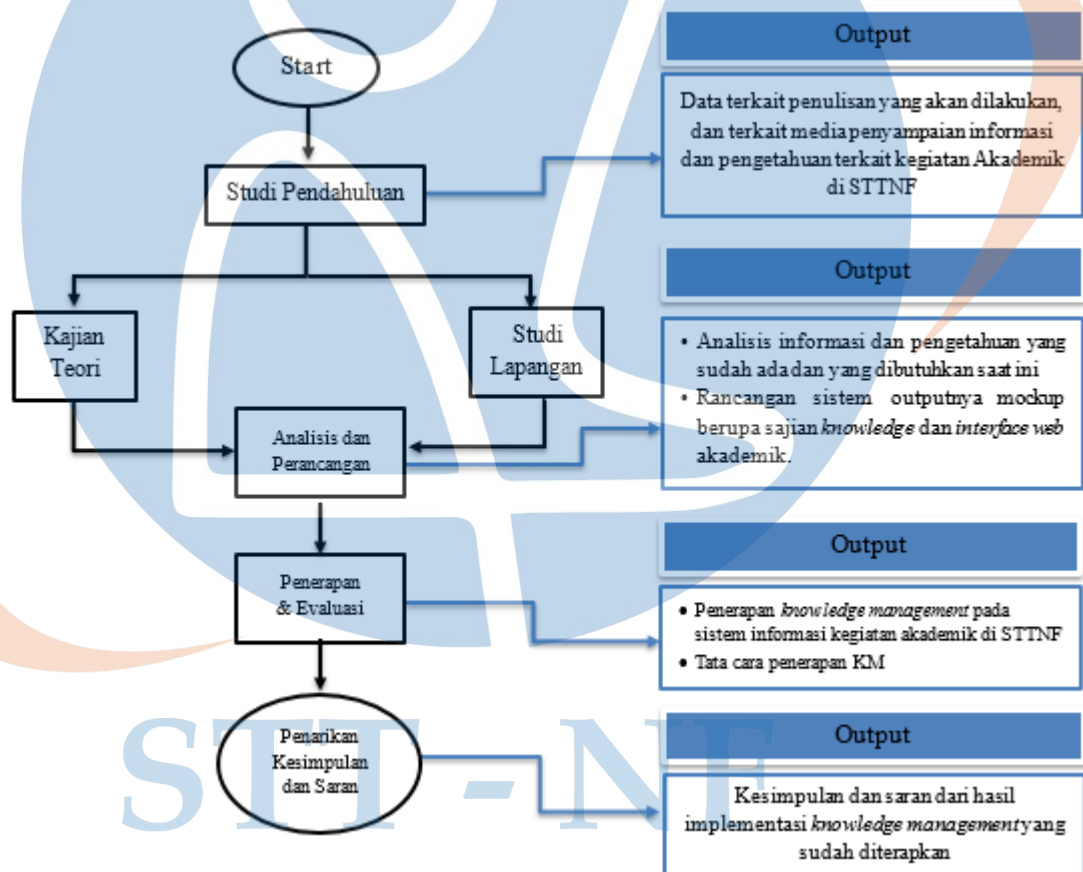 Start
Output
Data terkait penulisan yang akan dilakukan,
dan terkait media penyampaian informasi
dan pengetahuan terkait kegiatan Akademik
di STTNF
Studi Pendahuluan
Kajian
Teori
Studi
Lapangan
Output
• Analisis informasi dan pengetahuan yang
sudah ada dan yang dibutuhkan saat ini
• Rancangan sistem outputnya mockup
berupa sajian knowledge dan interface web
akademik.
Analisis dan
Perancangan
Output
Penerapan
& Evaluasi
• Penerapan knowledge management pada
sistem informasi kegiatan akademik di STTNF
• Tata cara penerapan KM
Penarikan
Kesimpulan
dan Saran
Output
Kesimpulan dan saran dari hasil
implementasi knowledge management yang
sudah diterapkan
STT - NF